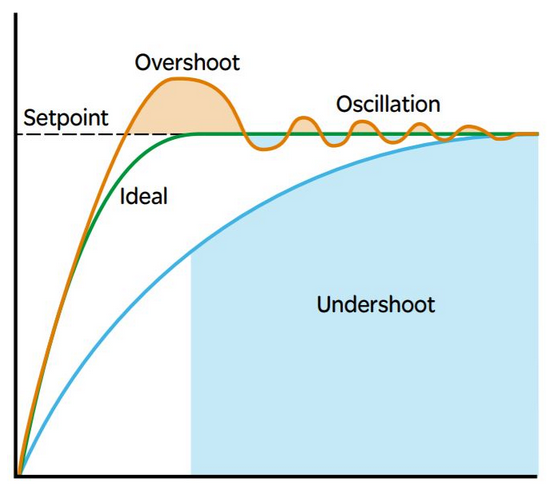 Overshoot
Setpoint
Oscillation
Ideal
Undershoot